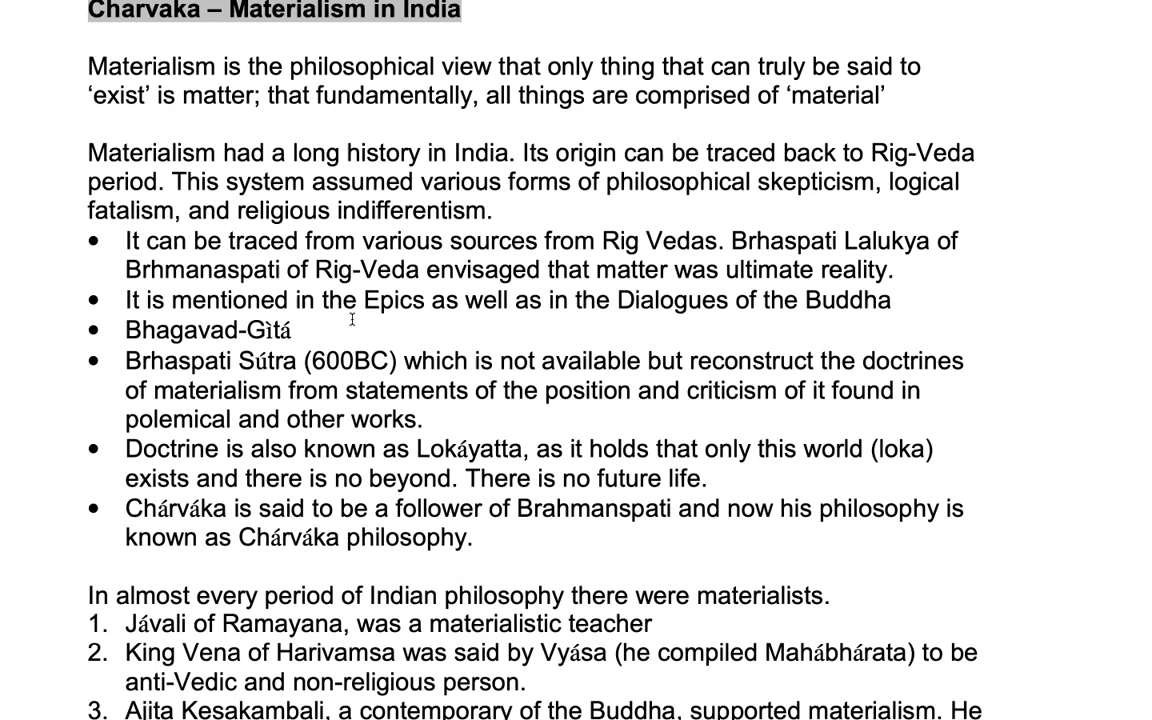 Charvaka – Materialism in India
Materialism is the philosophical view that only thing that can truly be said to
‘exist’ is matter; that fundamentally, all things are comprised of ‘material’
Materialism had a long history in India. Its origin can be traced back to Rig-Veda
period. This system assumed various forms of philosophical skepticism, logical
fatalism, and religious indifferentism.
• It can be traced from various sources from Rig Vedas. Brhaspati Lalukya of
Brhmanaspati of Rig-Veda envisaged that matter was ultimate reality.
• It is mentioned in the Epics as well as in the Dialogues of the Buddha
• Bhagavad-Gìtá
• Brhaspati Sútra (600BC) which is not available but reconstruct the doctrines
of materialism from statements of the position and criticism of it found in
polemical and other works.
• Doctrine is also known as Lokáyatta, as it holds that only this world (loka)
exists and there is no beyond. There is no future life.
• Chárváka is said to be a follower of Brahmanspati and now his philosophy is
known as Chárváka philosophy.
In almost every period of Indian philosophy there were materialists.
1. Jávali of Ramayana, was a materialistic teacher
2. King Vena of Harivamsa was said by Vyása (he compiled Mahábhárata) to be
anti-Vedic and non-religious person.
3. Ajita Kesakambali, a contemporary of the Buddha, supported materialism. He